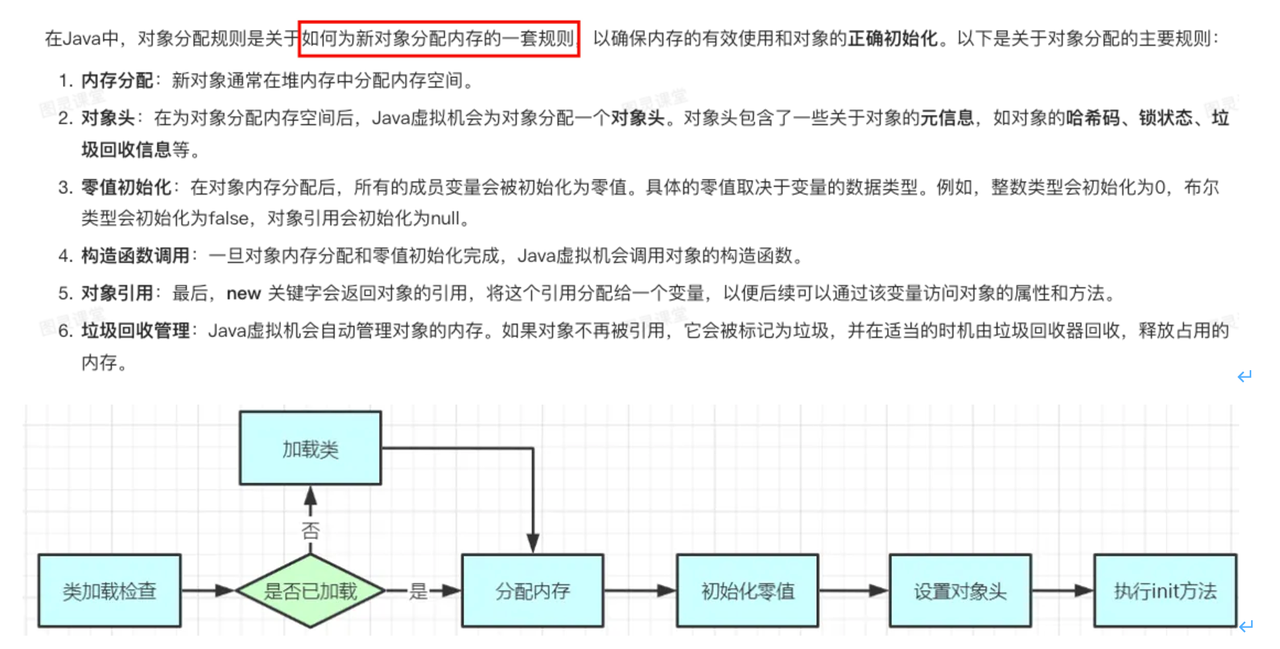 在Java中，对象分配规则是关于如何为新对象分配内存的一套规则，以确保内存的有效使用和对象的正确初始化。以下是关于对象分配的主要规则：
1. 内存分配：新对象通常在堆内存中分配内存空间。
2. 对象头：在为对象分配内存空间后，Java虚拟机会为对象分配一个对象头。对象头包含了一些关于对象的元信息，如对象的哈希码、锁状态、垃
圾回收信息等。
3. 零值初始化：在对象内存分配后，所有的成员变量会被初始化为零值。具体的零值取决于变量的数据类型。例如，整数类型会初始化为0，布尔
类型会初始化为false，对象引用会初始化为null。
4. 构造函数调用：一旦对象内存分配和零值初始化完成，Java虚拟机会调用对象的构造函数。
5. 对象引用：最后，new 关键字会返回对象的引用，将这个引用分配给一个变量，以便后续可以通过该变量访问对象的属性和方法。
6. 垃圾回收管理：Java虚拟机会自动管理对象的内存。如果对象不再被引用，它会被标记为垃圾，并在适当的时机由垃圾回收器回收，释放占用的
内存。
加载类
否
类加载检查
是否已加载
是
分配内存
初始化零值
设置对象头
执行init方法